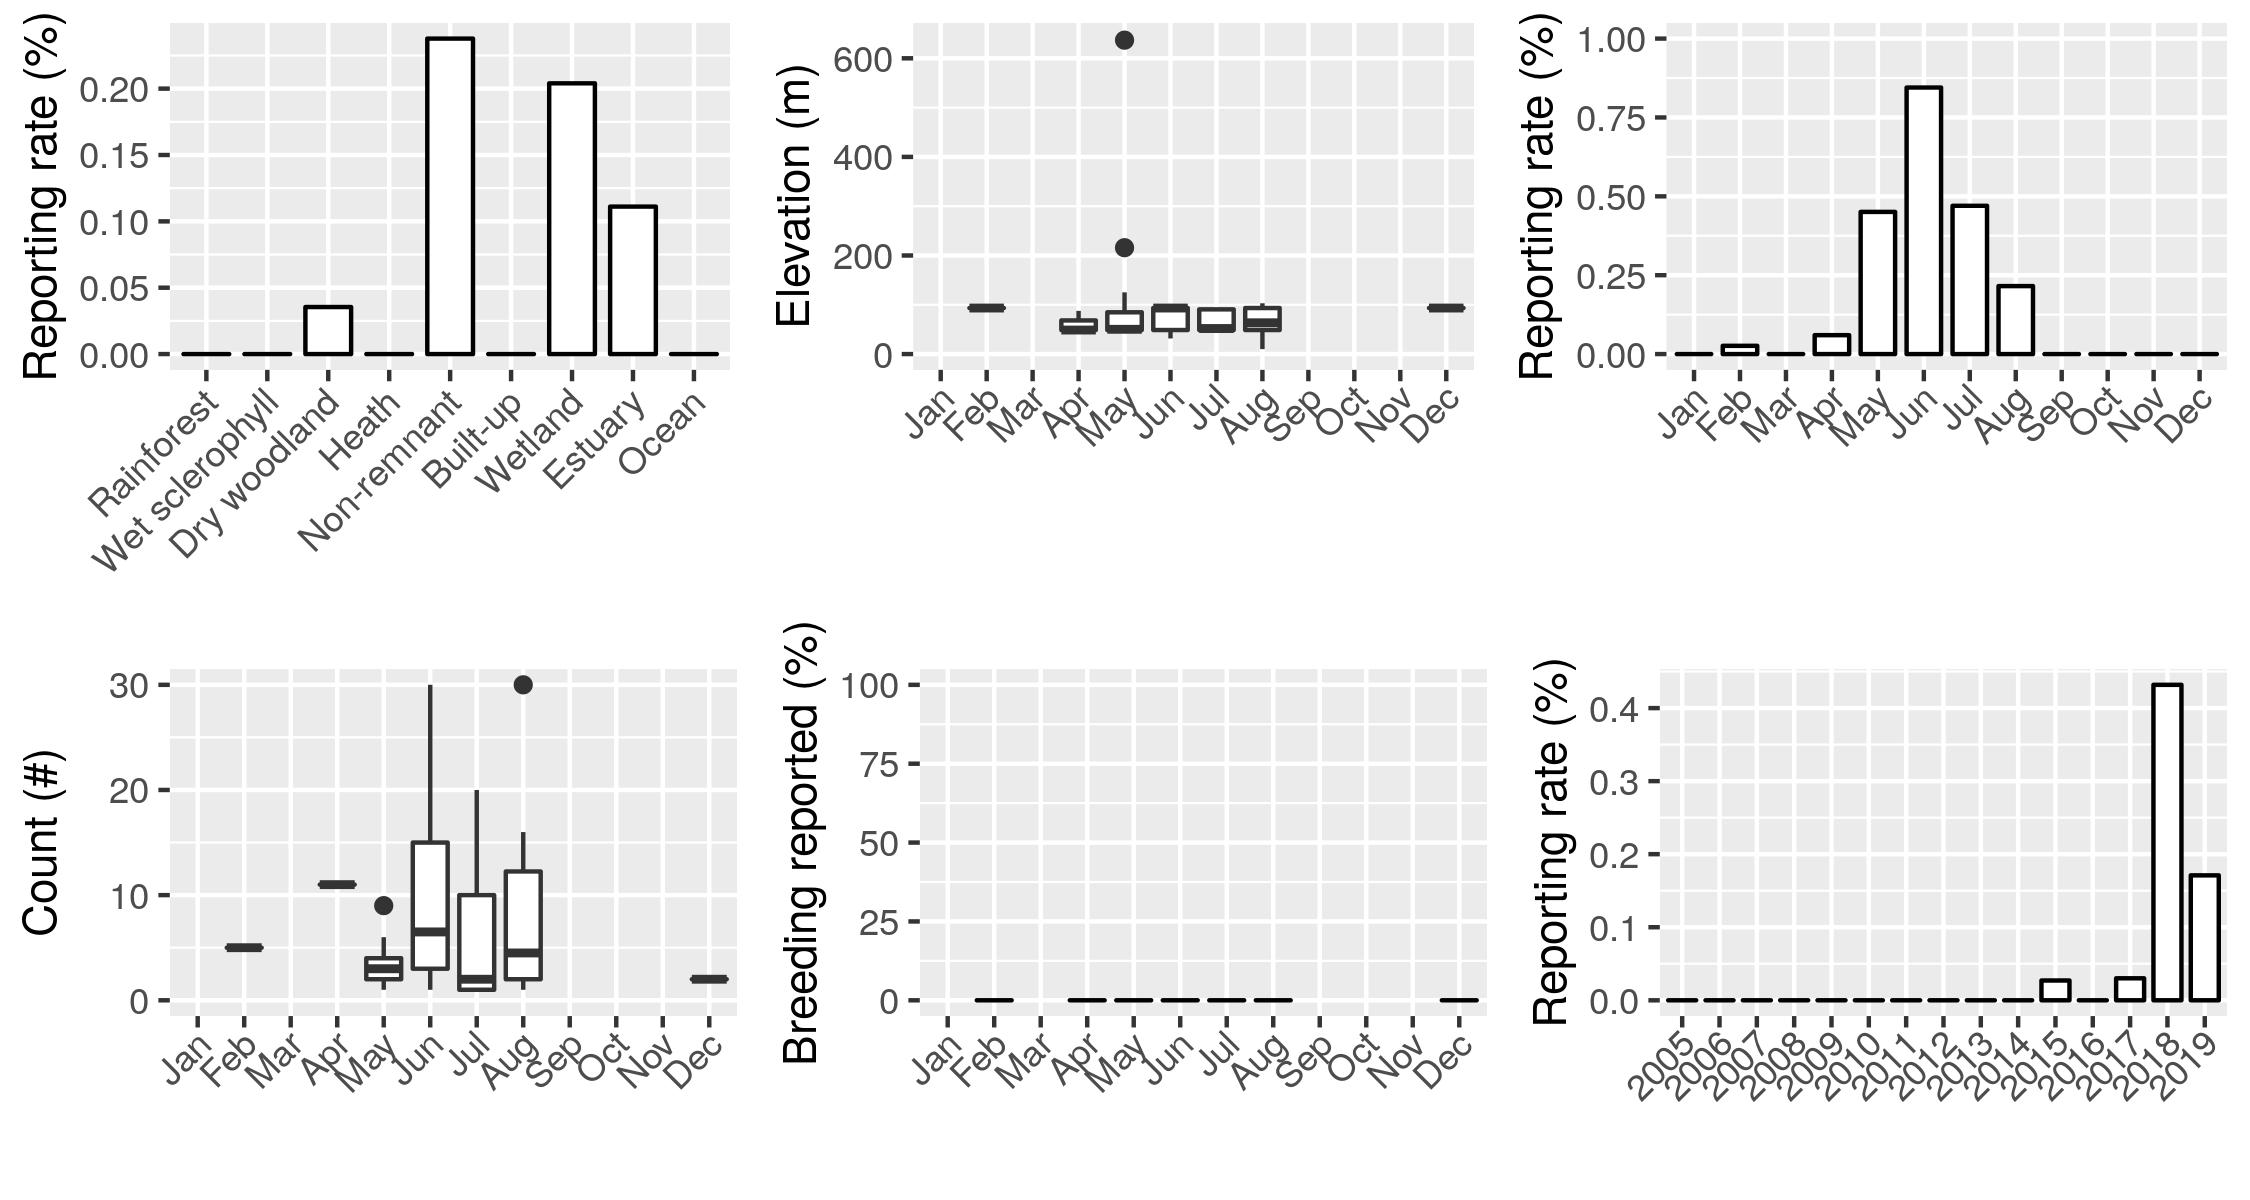 Reporting rate (%)
0.20
0.15
0.10
0.05
0.00
Rainforest
Wet sclerophyll
Dry woodland
Heath
Non-remnant
Built-up
Wetland
Estuary
Ocean
Elevation (m)
600
400
200
0
Jan
Feb
Mar
Apr
May
Jun
Jul
Aug
Sep
Oct
Nov
Dec
Reporting rate (%)
1.00
0.75
0.50
0.25
0.00
Jan
Feb
Mar
Apr
May
Jun
Jul
Aug
Sep
Oct
Nov
Dec
Count (#)
30
20
10
0
Jan
Feb
Mar
Apr
May
Jun
Jul
Aug
Sep
Oct
Nov
Dec
Breeding reported (%)
100
75
50
25
0
Jan
Feb
Mar
Apr
May
Jun
Jul
Aug
Sep
Oct
Nov
Dec
Reporting rate (%)
0.4
0.3
0.2
0.1
0.0
2005
2006
2007
2008
2009
2010
2011
2012
2013
2014
2015
2016
2017
2018
2019